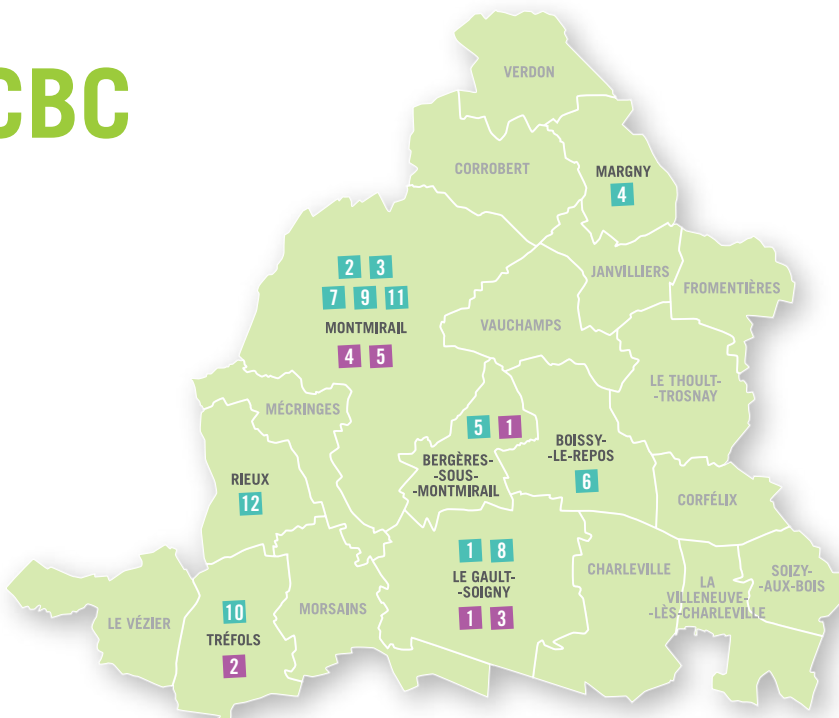 CBC
VERDON
CORROBERT
MARGNY
4
2 3
7 9 11
MONTMIRAIL
4 5
JANVILLIERS
FROMENTIÈRES
VAUCHAMPS
LE THOULT-
-TROSNAY
MÉCRINGES
5 1
BERGÈRES-
-SOUS-
-MONTMIRAIL
BOISSY-
-LE-REPOS
6
RIEUX
12
CORFÉLIX
1 8
LE GAULT-
-SOIGNY
1 3
CHARLEVILLE
LA
VILLENEUVE-
-LÈS-CHARLEVILLE
SOIZY-
-AUX-BOIS
LE VÉZIER
10
TRÉFOLS
2
MORSAINS